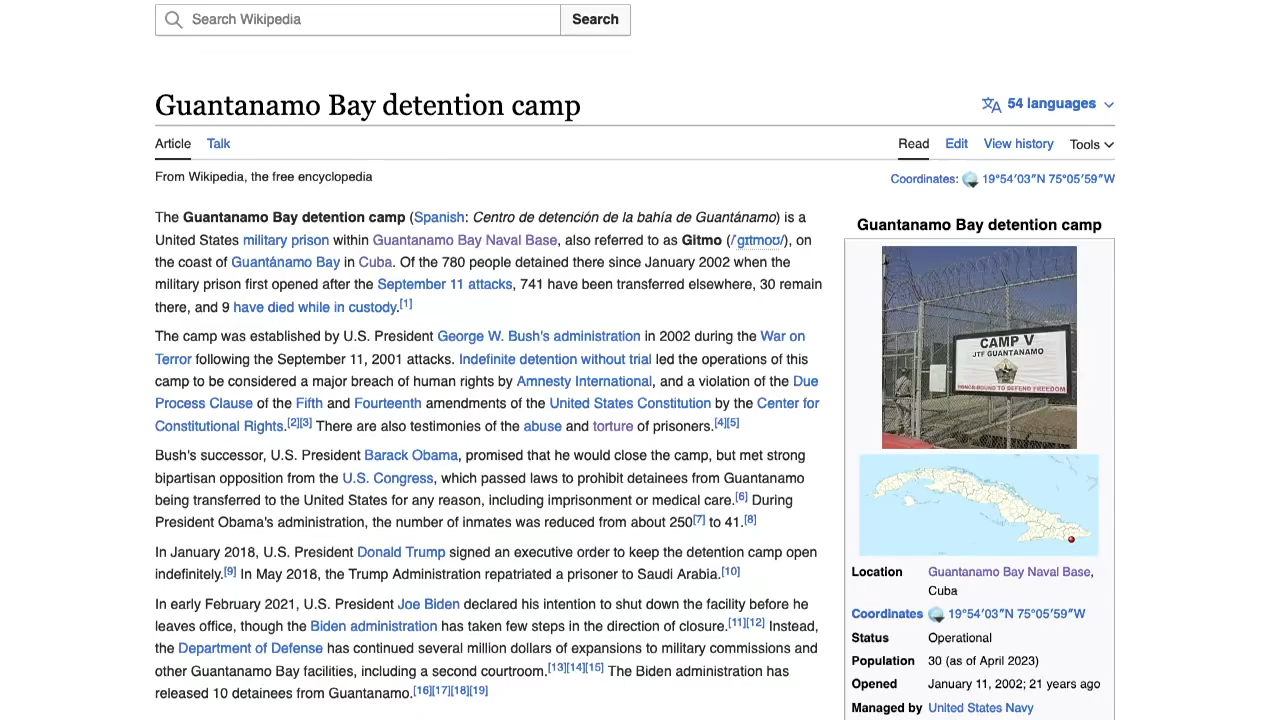 Search Wikipedia
Search
Guantanamo Bay detention camp
54 languages
Article Talk
Read Edit View history Tools
From Wikipedia, the free encyclopedia
Coordinates: 19°54′03″N 75°05′59″W
The Guantanamo Bay detention camp (Spanish: Centro de detención de la bahía de Guantánamo) is a
United States military prison within Guantanamo Bay Naval Base, also referred to as Gitmo (/ˈɡɪtmoʊ/), on
the coast of Guantánamo Bay in Cuba. Of the 780 people detained there since January 2002 when the
military prison first opened after the September 11 attacks, 741 have been transferred elsewhere, 30 remain
there, and 9 have died while in custody.[1]
The camp was established by U.S. President George W. Bush's administration in 2002 during the War on
Terror following the September 11, 2001 attacks. Indefinite detention without trial led the operations of this
camp to be considered a major breach of human rights by Amnesty International, and a violation of the Due
Process Clause of the Fifth and Fourteenth amendments of the United States Constitution by the Center for
Constitutional Rights.[2][3] There are also testimonies of the abuse and torture of prisoners.[4][5]
Bush's successor, U.S. President Barack Obama, promised that he would close the camp, but met strong
bipartisan opposition from the U.S. Congress, which passed laws to prohibit detainees from Guantanamo
being transferred to the United States for any reason, including imprisonment or medical care.[6] During
President Obama's administration, the number of inmates was reduced from about 250[7] to 41.[8]
In January 2018, U.S. President Donald Trump signed an executive order to keep the detention camp open
indefinitely.[9] In May 2018, the Trump Administration repatriated a prisoner to Saudi Arabia.[10]
In early February 2021, U.S. President Joe Biden declared his intention to shut down the facility before he
leaves office, though the Biden administration has taken few steps in the direction of closure.[11][12] Instead,
the Department of Defense has continued several million dollars of expansions to military commissions and
other Guantanamo Bay facilities, including a second courtroom.[13][14][15] The Biden administration has
released 10 detainees from Guantanamo.[16][17][18][19]
Guantanamo Bay detention camp
CAMP V
JTF GUANTANAMO
HONOR BOUND TO DEFEND FREEDOM
Location Guantanamo Bay Naval Base,
Cuba
Coordinates 19°54′03″N 75°05′59″W
Status Operational
Population 30 (as of April 2023)
Opened January 11, 2002; 21 years ago
Managed by United States Navy